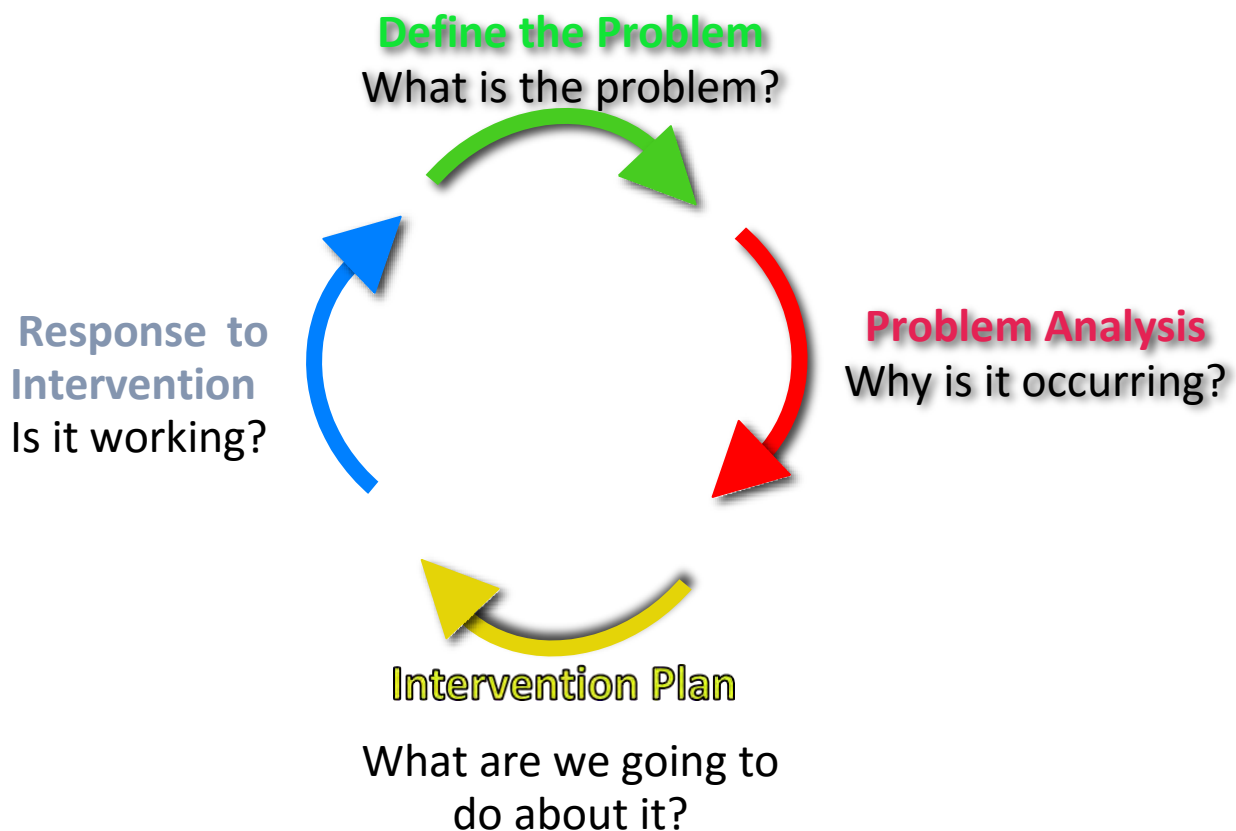 Define the Problem
What is the problem?
Problem Analysis
Why is it occurring?
Response to
Intervention
Is it working?
Intervention Plan
What are we going to
do about it?